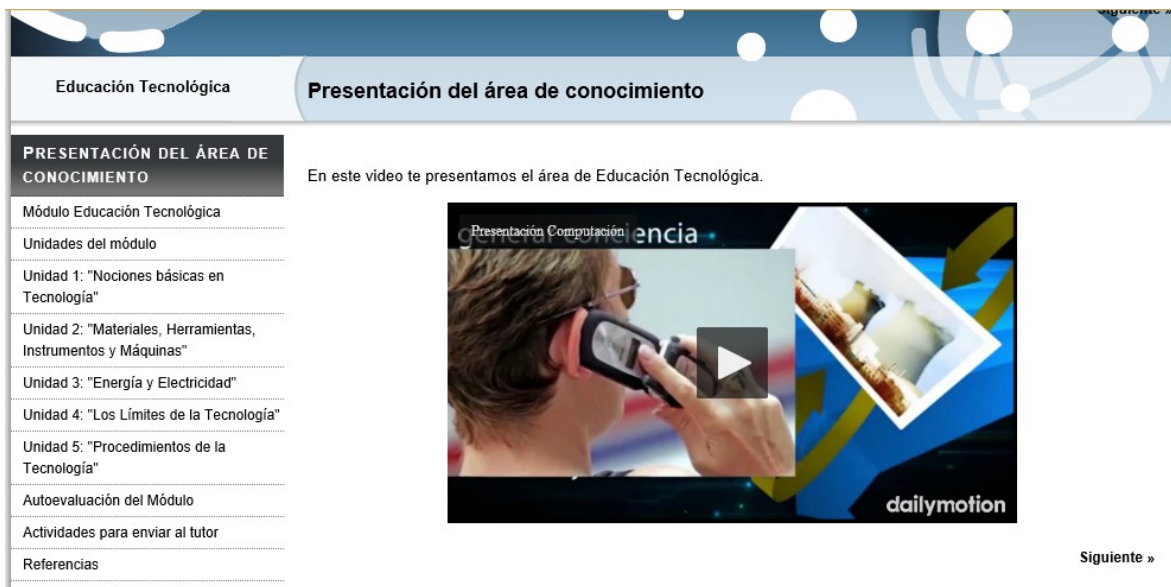 Siguiente »
Educación Tecnológica
Presentación del área de conocimiento
PRESENTACIÓN DEL ÁREA DE
CONOCIMIENTO
Módulo Educación Tecnológica
Unidades del módulo
Unidad 1: "Nociones básicas en
Tecnología"
Unidad 2: "Materiales, Herramientas,
Instrumentos y Máquinas"
Unidad 3: "Energía y Electricidad"
Unidad 4: "Los Límites de la Tecnología"
Unidad 5: "Procedimientos de la
Tecnología"
Autoevaluación del Módulo
Actividades para enviar al tutor
Referencias
En este video te presentamos el área de Educación Tecnológica.
Presentación Computación
general conciencia
dailymotion
Siguiente »